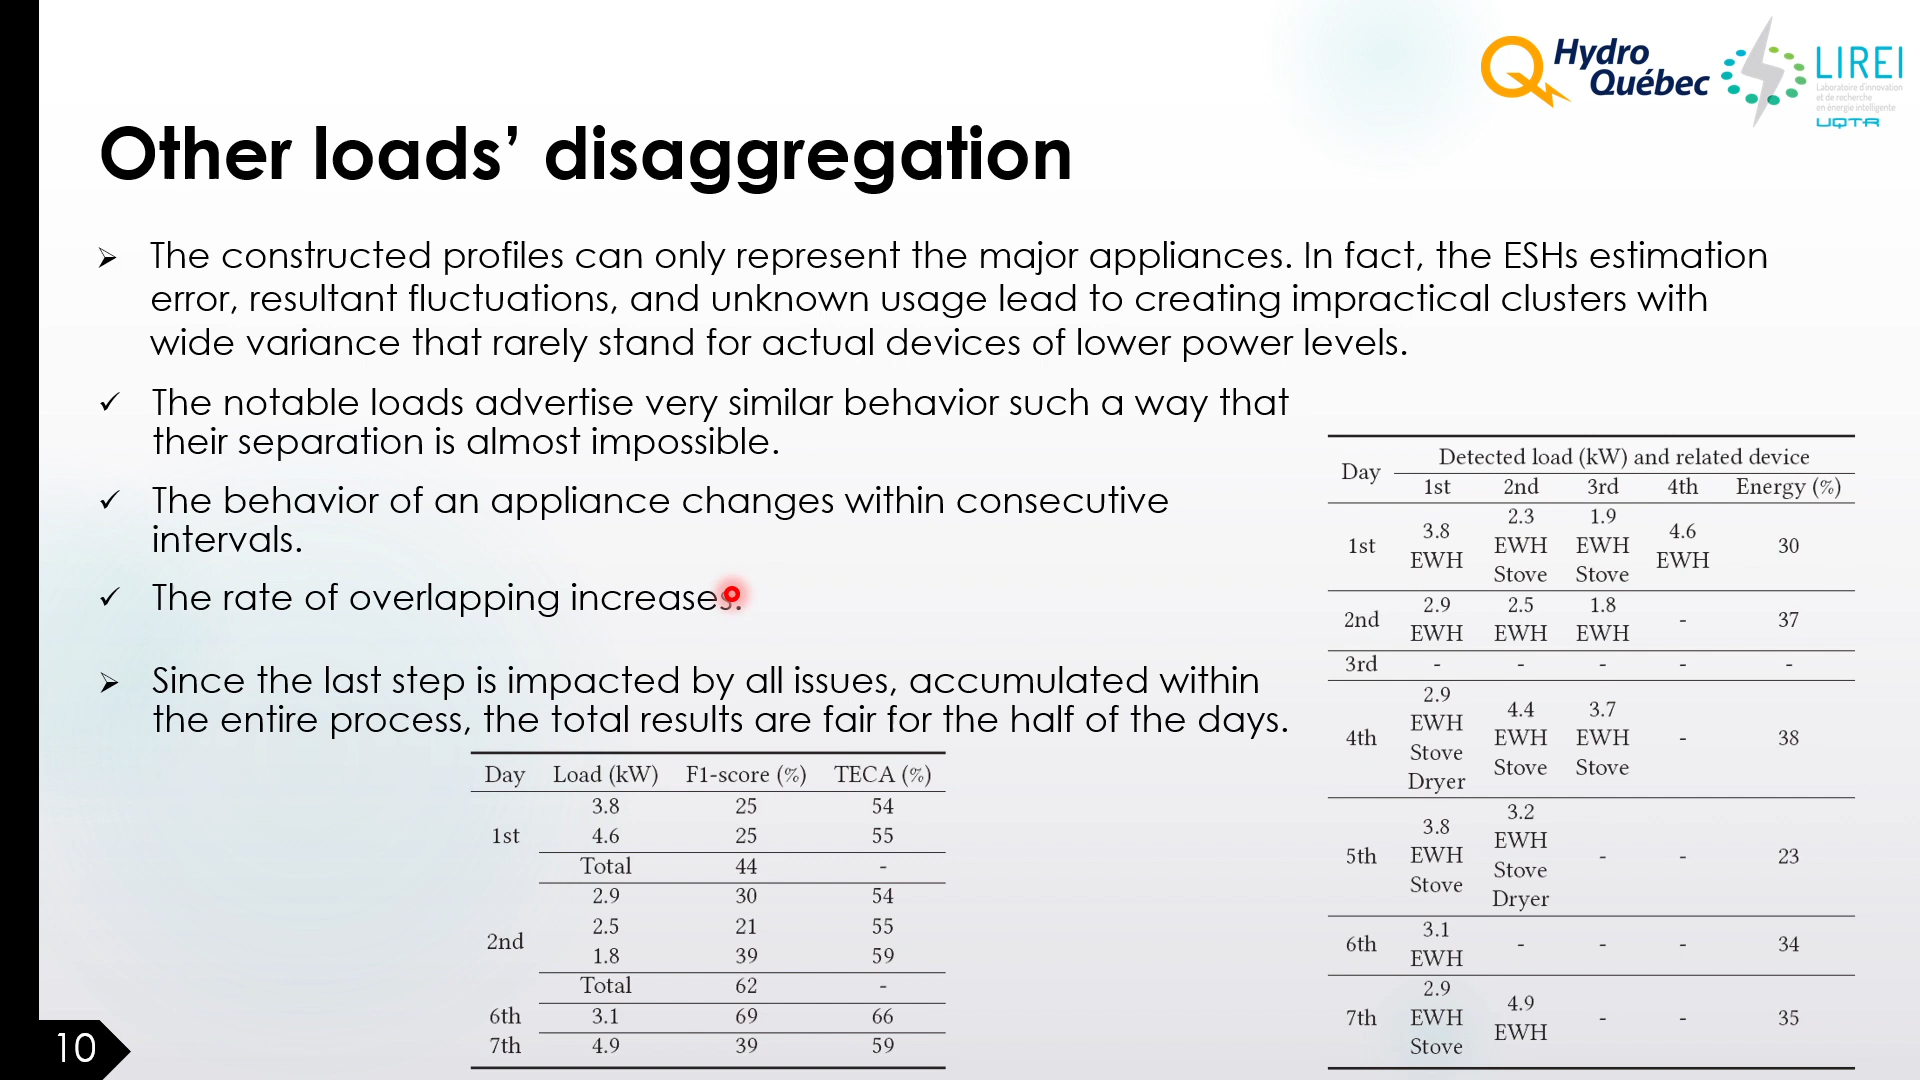 Hydro
Québec
LIREI
Laboratoire d'innovation
et de recherche
en énergie intelligente
UQTR
Other loads’ disaggregation
➢ The constructed profiles can only represent the major appliances. In fact, the ESHs estimation
error, resultant fluctuations, and unknown usage lead to creating impractical clusters with
wide variance that rarely stand for actual devices of lower power levels.
✓ The notable loads advertise very similar behavior such a way that
their separation is almost impossible.
✓ The behavior of an appliance changes within consecutive
intervals.
✓ The rate of overlapping increases.
➢ Since the last step is impacted by all issues, accumulated within
the entire process, the total results are fair for the half of the days.
Day Load (kW) F1-score (%) TECA (%)
3.8 25 54
1st 4.6 25 55
Total 44 -
2.9 30 54
2.5 21 55
2nd
1.8 39 59
Total 62 -
6th 3.1 69 66
7th 4.9 39 59
Detected load (kW) and related device
Day
1st 2nd 3rd 4th Energy (%)
2.3 1.9
3.8 4.6
1st EWH EWH 30
EWH EWH
Stove Stove
2.9 2.5 1.8
2nd - 37
EWH EWH EWH
3rd - - - - -
2.9
4.4 3.7
EWH
4th EWH EWH - 38
Stove
Stove Stove
Dryer
3.2
3.8
EWH
5th EWH - - 23
Stove
Stove
Dryer
3.1
6th - - - 34
EWH
2.9
4.9
7th EWH - - 35
EWH
Stove
10